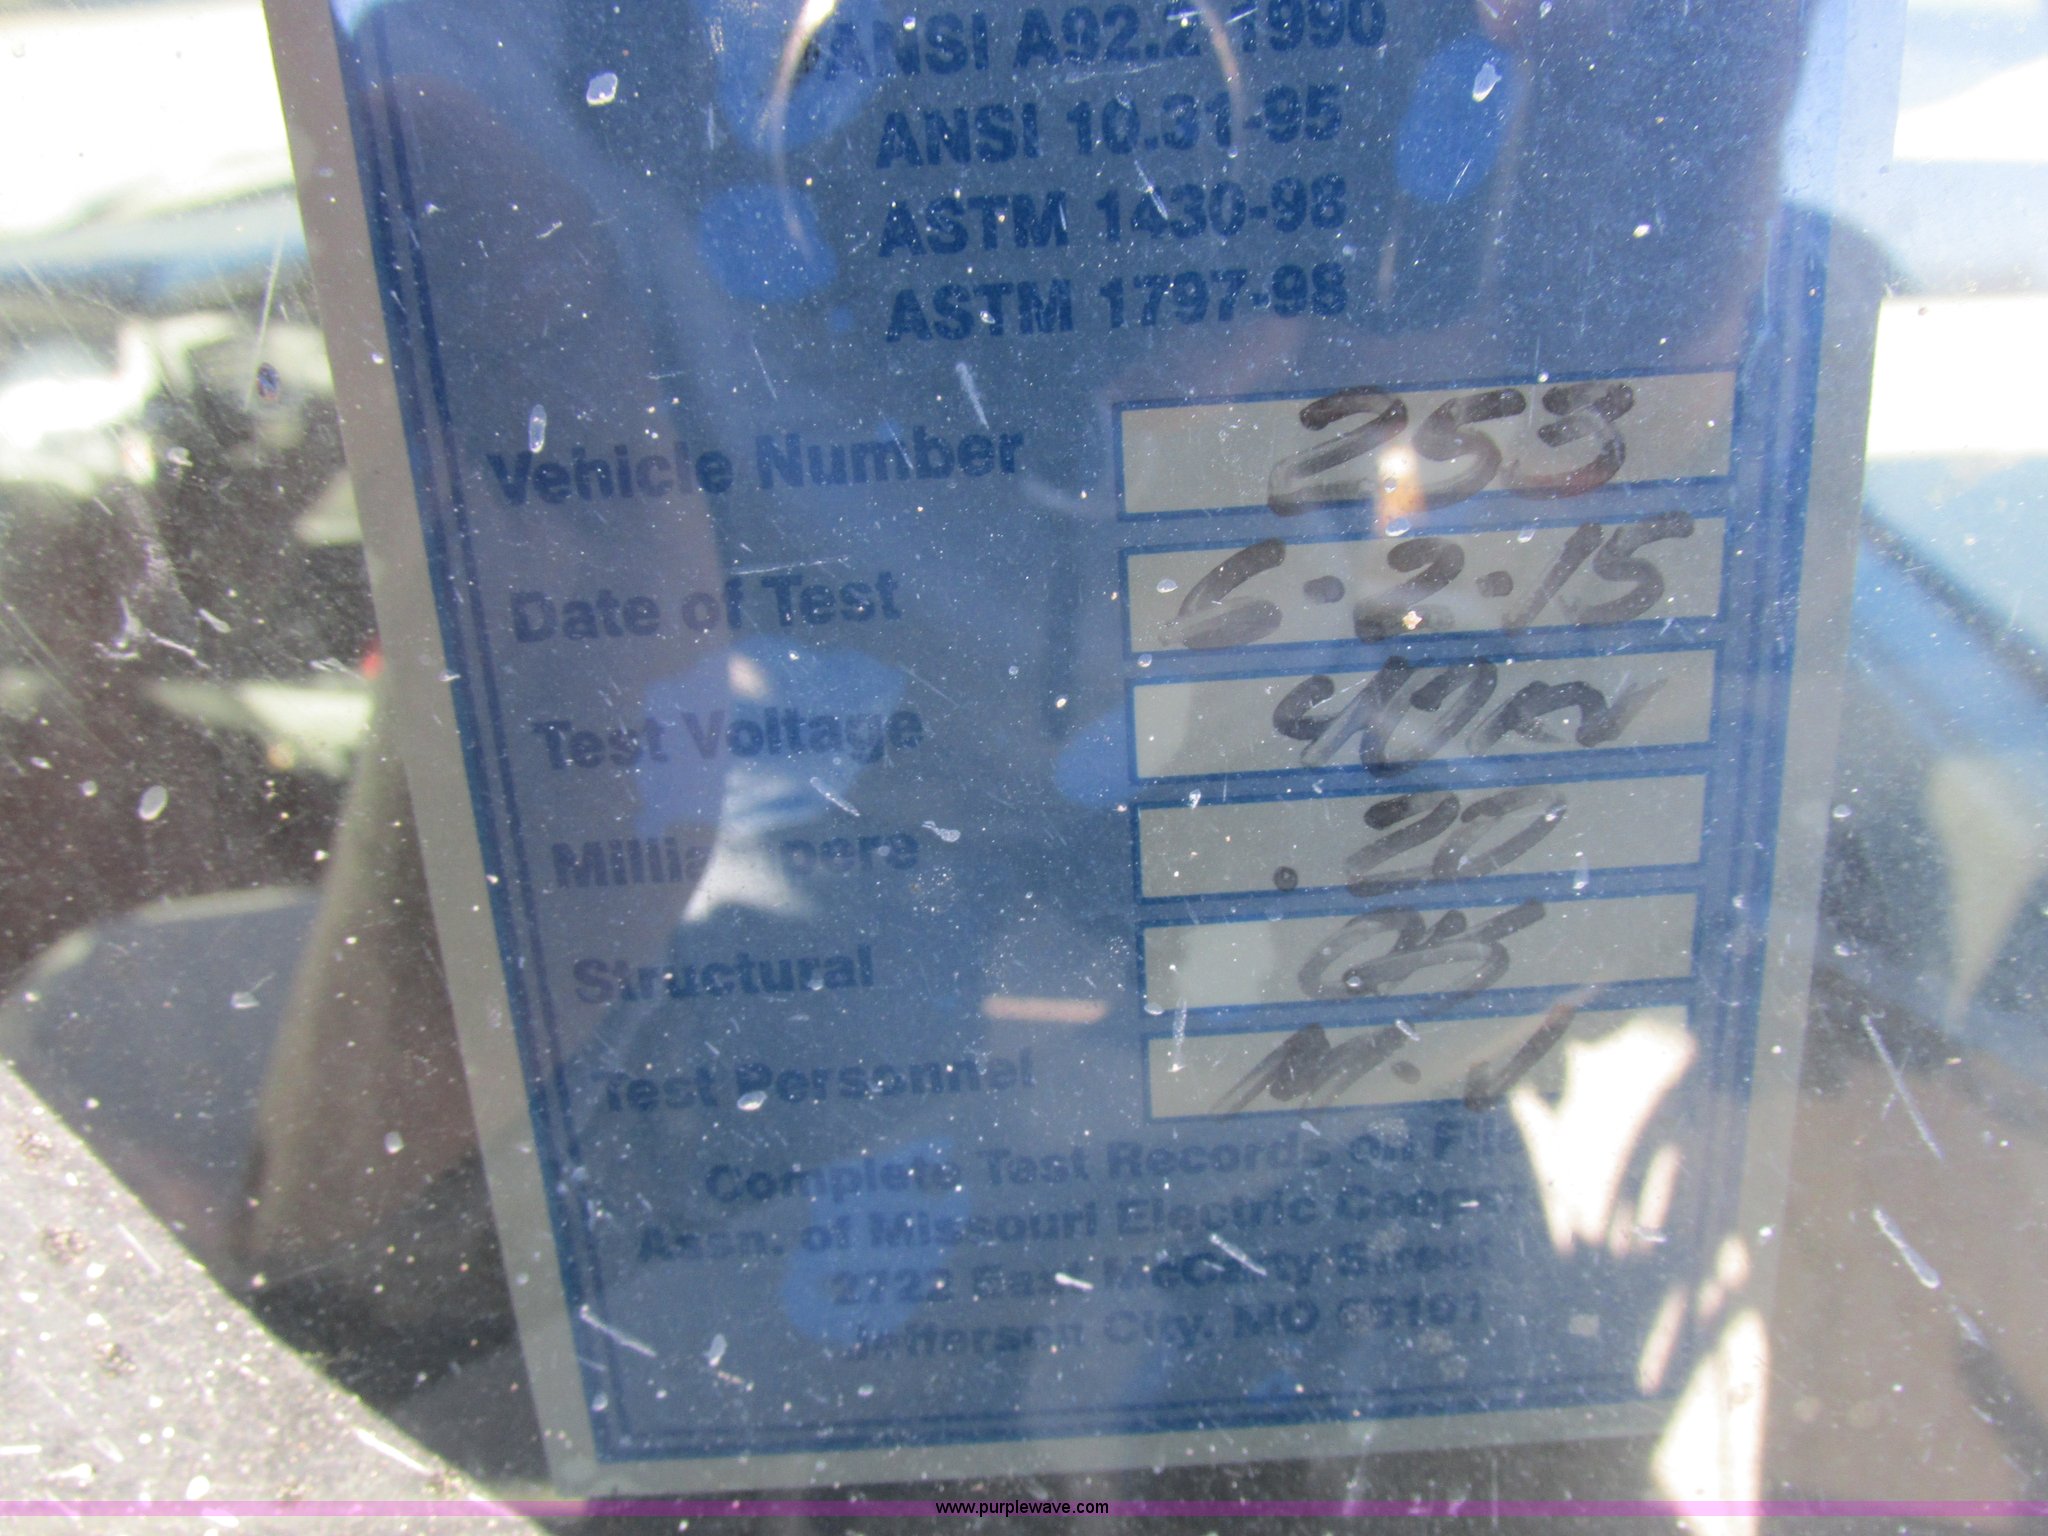 ANSI A92.2 1990
ANSI 10.31-95
ASTM 1430-98
ASTM 1797-98
Vehicle Number 253
Date of Test 6-2-15
Test Voltage 40KV
Milliampere .20
Structural OK
Test Personnel M.J
Complete Test Records on File
Assn. of Missouri Electric
2722 East McCarty Street
Jefferson City, MO 65101
www.purplewave.com